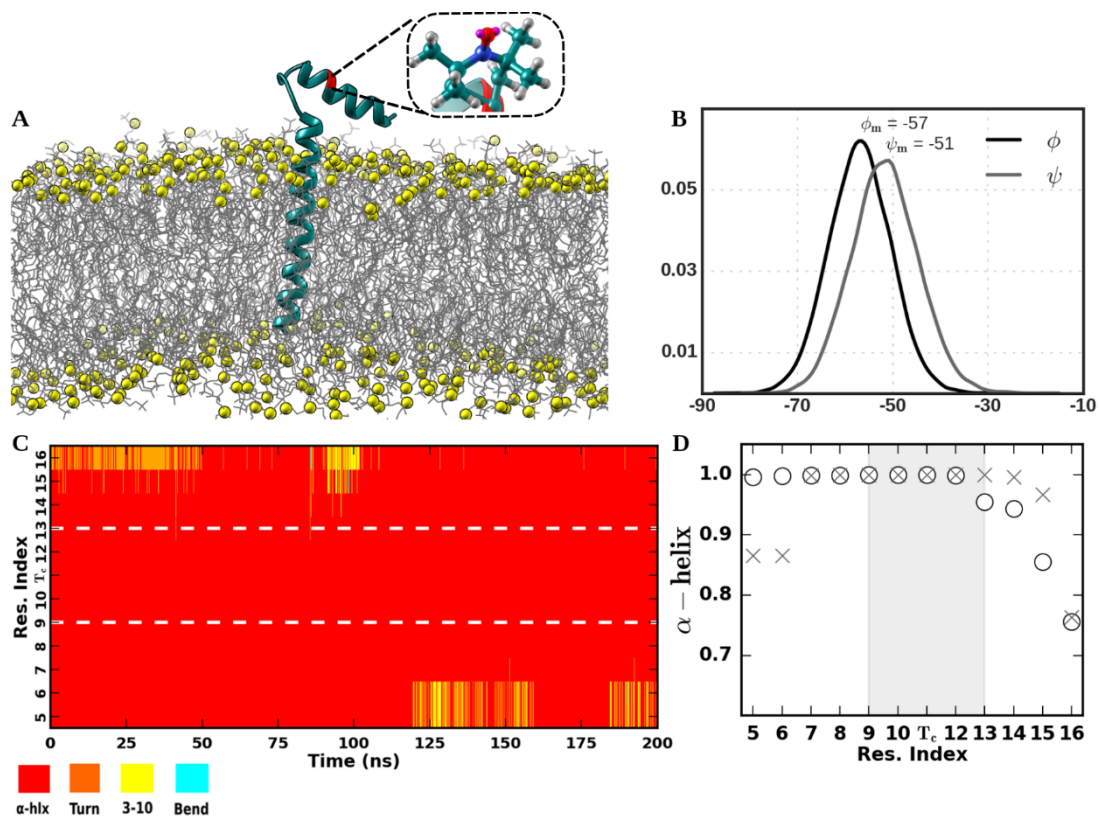 A
B
ϕm = -57
ψm = -51
ϕ
ψ
0.05
0.03
0.01
-90 -70 -50 -30 -10
C
Res. Index
16
15
14
13
12
Tc
10
9
8
7
6
5
0 25 50 75 100 125 150 175 200
Time (ns)
α-hlx Turn 3-10 Bend
D
α − helix
1.0
0.9
0.8
0.7
5 6 7 8 9 10 Tc 12 13 14 15 16
Res. Index